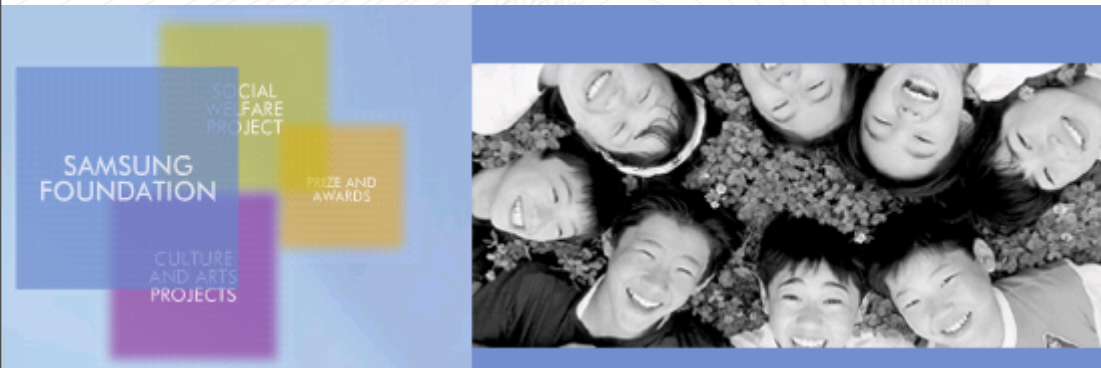 SOCIAL
WELFARE
PROJECT
SAMSUNG
FOUNDATION
PRIZE AND
AWARDS
CULTURE
AND ARTS
PROJECTS